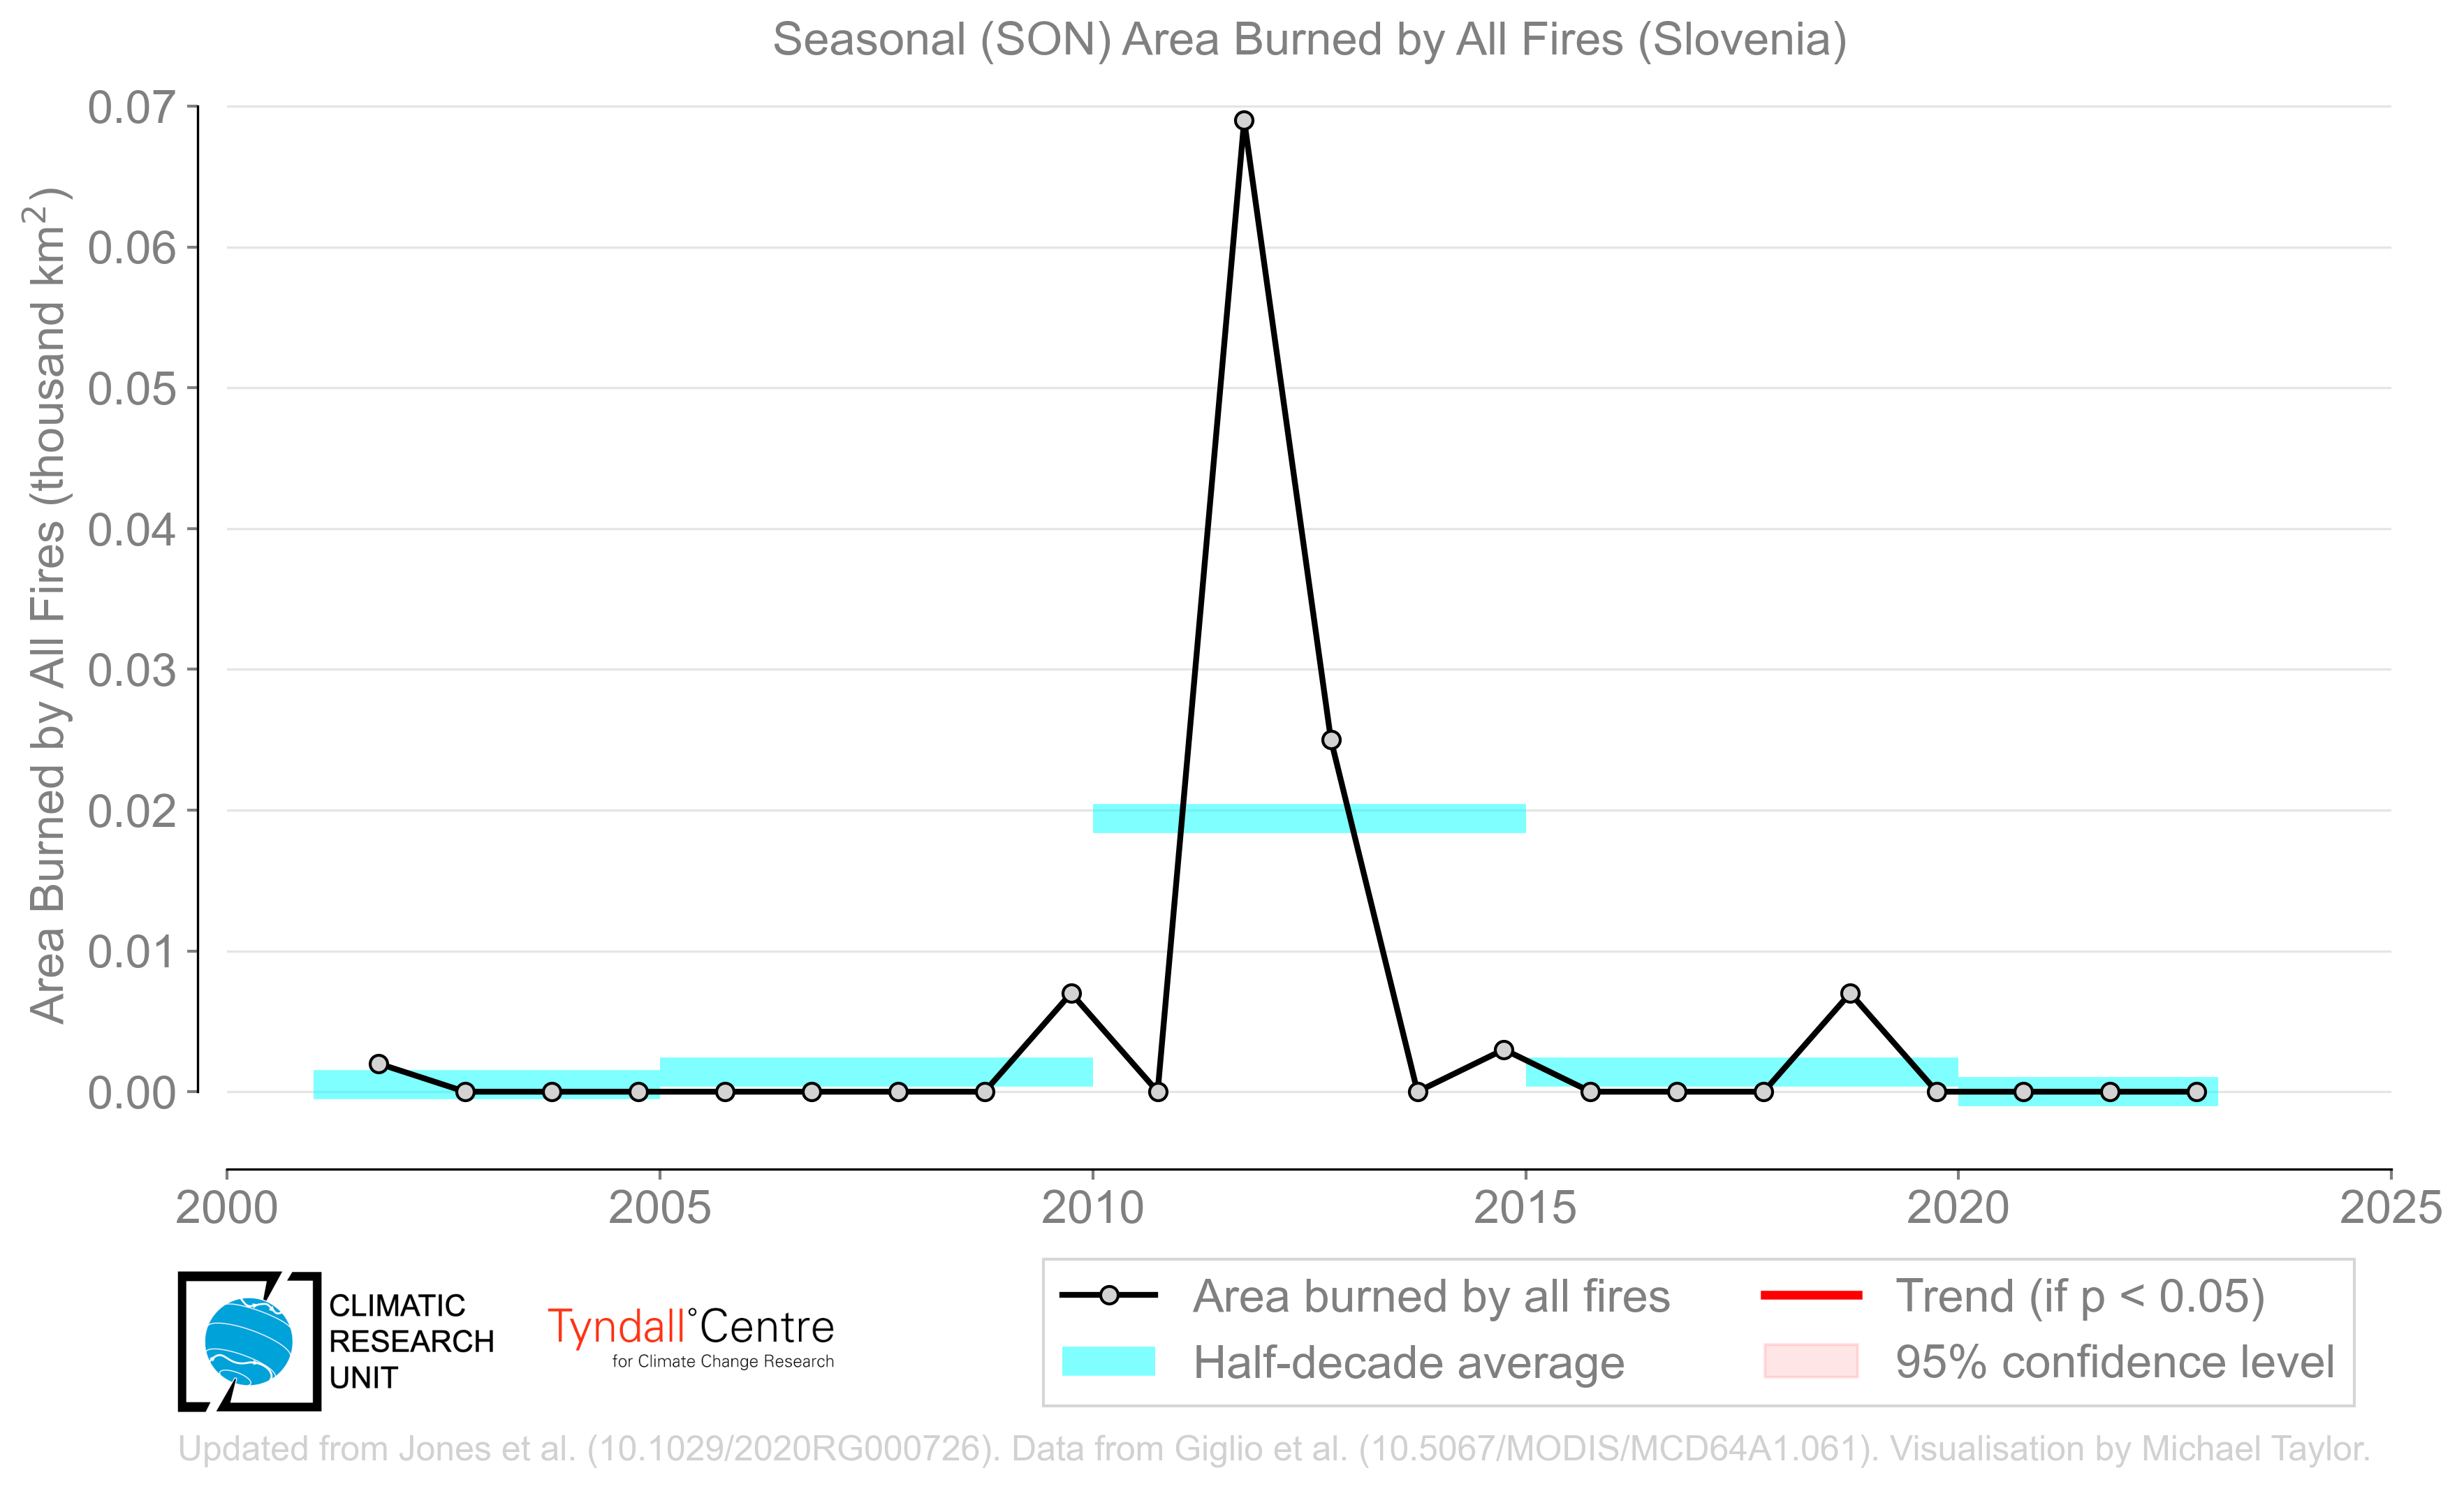 Seasonal (SON) Area Burned by All Fires (Slovenia)
Area Burned by All Fires (thousand km²)
0.07
0.06
0.05
0.04
0.03
0.02
0.01
0.00
2000 2005 2010 2015 2020 2025
Area burned by all fires
Half-decade average
Trend (if p < 0.05)
95% confidence level
CLIMATIC
RESEARCH
UNIT
Tyndall°Centre
for Climate Change Research
Updated from Jones et al. (10.1029/2020RG000726). Data from Giglio et al. (10.5067/MODIS/MCD64A1.061). Visualisation by Michael Taylor.